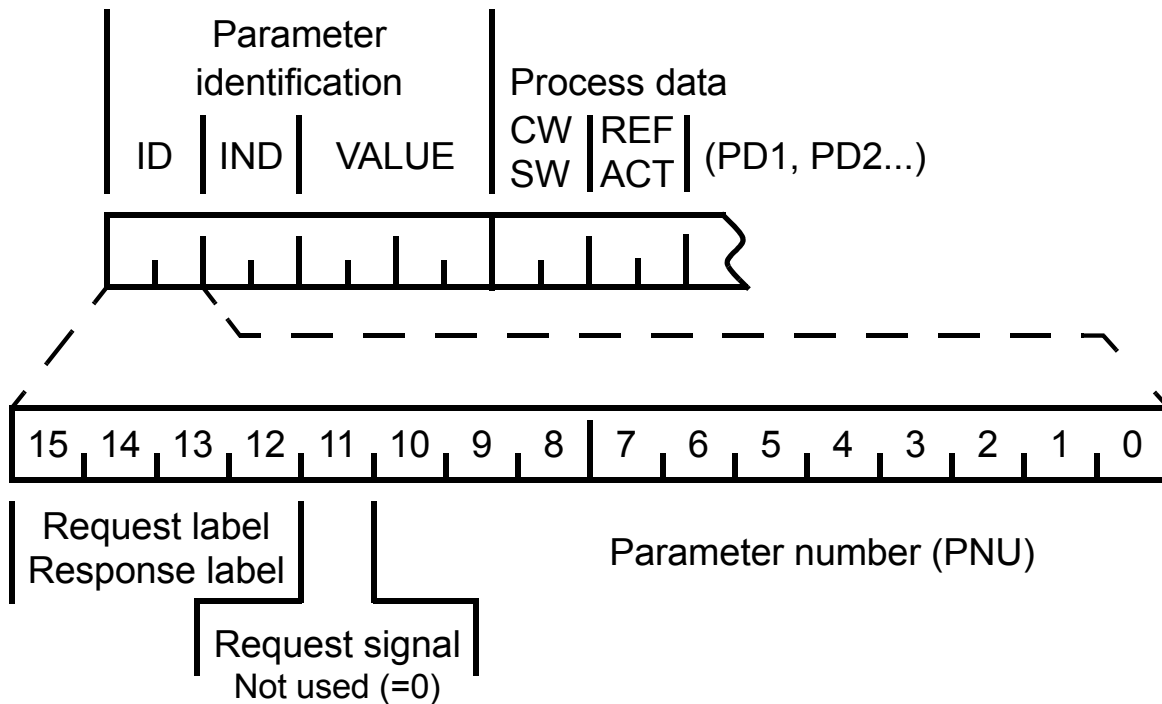 Parameter
identification
Process data
ID IND VALUE CW REF (PD1, PD2...)
SW ACT
15 14 13 12 11 10 9 8 7 6 5 4 3 2 1 0
Request label
Response label
Parameter number (PNU)
Request signal
Not used (=0)